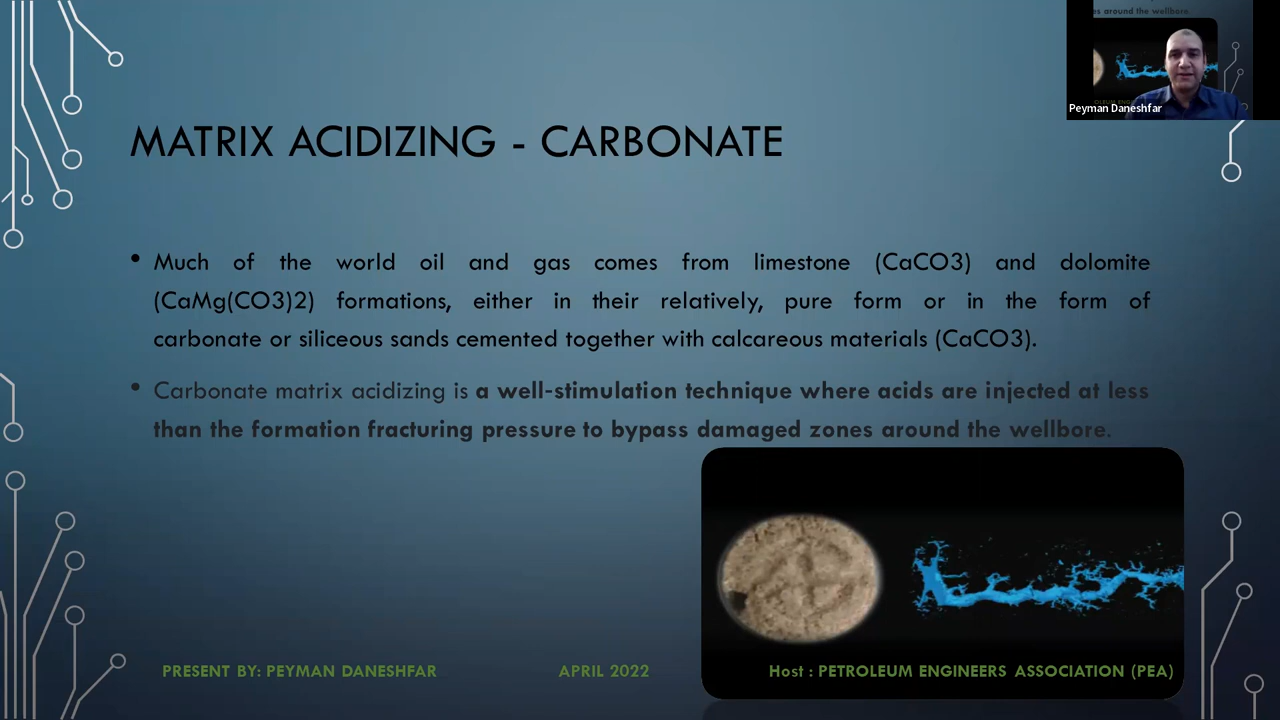 es around the wellbore.
Peyman Daneshfar
MATRIX ACIDIZING - CARBONATE
• Much of the world oil and gas comes from limestone (CaCO3) and dolomite
(CaMg(CO3)2) formations, either in their relatively, pure form or in the form of
carbonate or siliceous sands cemented together with calcareous materials (CaCO3).
• Carbonate matrix acidizing is a well-stimulation technique where acids are injected at less
than the formation fracturing pressure to bypass damaged zones around the wellbore.
PRESENT BY: PEYMAN DANESHFAR APRIL 2022 Host : PETROLEUM ENGINEERS ASSOCIATION (PEA)